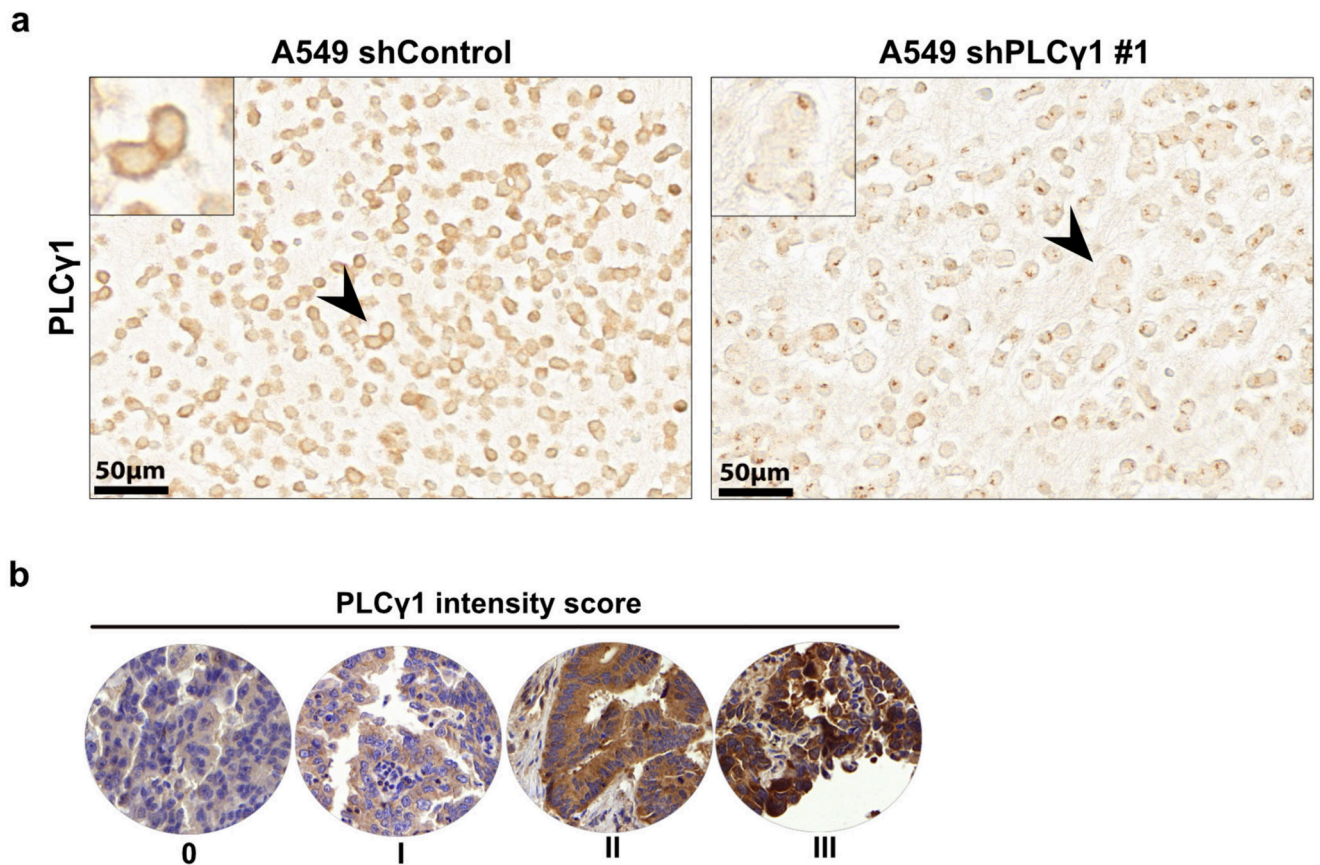 a
A549 shControl
A549 shPLCγ1 #1
PLCγ1
50µm
50µm
b
PLCγ1 intensity score
0
I
II
III